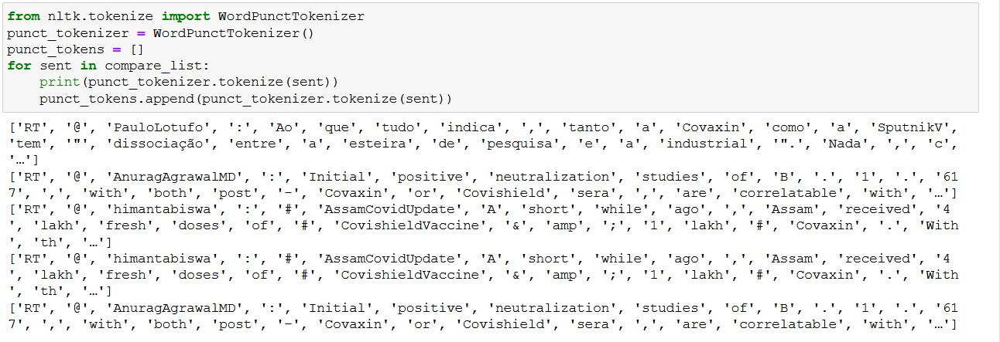 from nltk.tokenize import WordPunctTokenizer
punct_tokenizer = WordPunctTokenizer()
punct_tokens = []
for sent in compare_list:
    print(punct_tokenizer.tokenize(sent))
    punct_tokens.append(punct_tokenizer.tokenize(sent))
['RT', '@', 'PauloLotufo', ':', 'Ao', 'que', 'tudo', 'indica', ',', 'tanto', 'a', 'Covaxin', 'como', 'a', 'SputnikV',
'tem', '"', 'dissociação', 'entre', 'a', 'esteira', 'de', 'pesquisa', 'e', 'a', 'industrial', '".', 'Nada', ',', 'c',
'…']
['RT', '@', 'AnuragAgrawalMD', ':', 'Initial', 'positive', 'neutralization', 'studies', 'of', 'B', '.', '1', '.', '61
7', ',', 'with', 'both', 'post', '-', 'Covaxin', 'or', 'Covishield', 'sera', ',', 'are', 'correlatable', 'with', '…']
['RT', '@', 'himantabiswa', ':', '#', 'AssamCovidUpdate', 'A', 'short', 'while', 'ago', ',', 'Assam', 'received', '4
', 'lakh', 'fresh', 'doses', 'of', '#', 'CovishieldVaccine', '&', 'amp', ';', '1', 'lakh', '#', 'Covaxin', '.', 'With
', 'th', '…']
['RT', '@', 'himantabiswa', ':', '#', 'AssamCovidUpdate', 'A', 'short', 'while', 'ago', ',', 'Assam', 'received', '4
', 'lakh', 'fresh', 'doses', 'of', '#', 'CovishieldVaccine', '&', 'amp', ';', '1', 'lakh', '#', 'Covaxin', '.', 'With
', 'th', '…']
['RT', '@', 'AnuragAgrawalMD', ':', 'Initial', 'positive', 'neutralization', 'studies', 'of', 'B', '.', '1', '.', '61
7', ',', 'with', 'both', 'post', '-', 'Covaxin', 'or', 'Covishield', 'sera', ',', 'are', 'correlatable', 'with', '…']